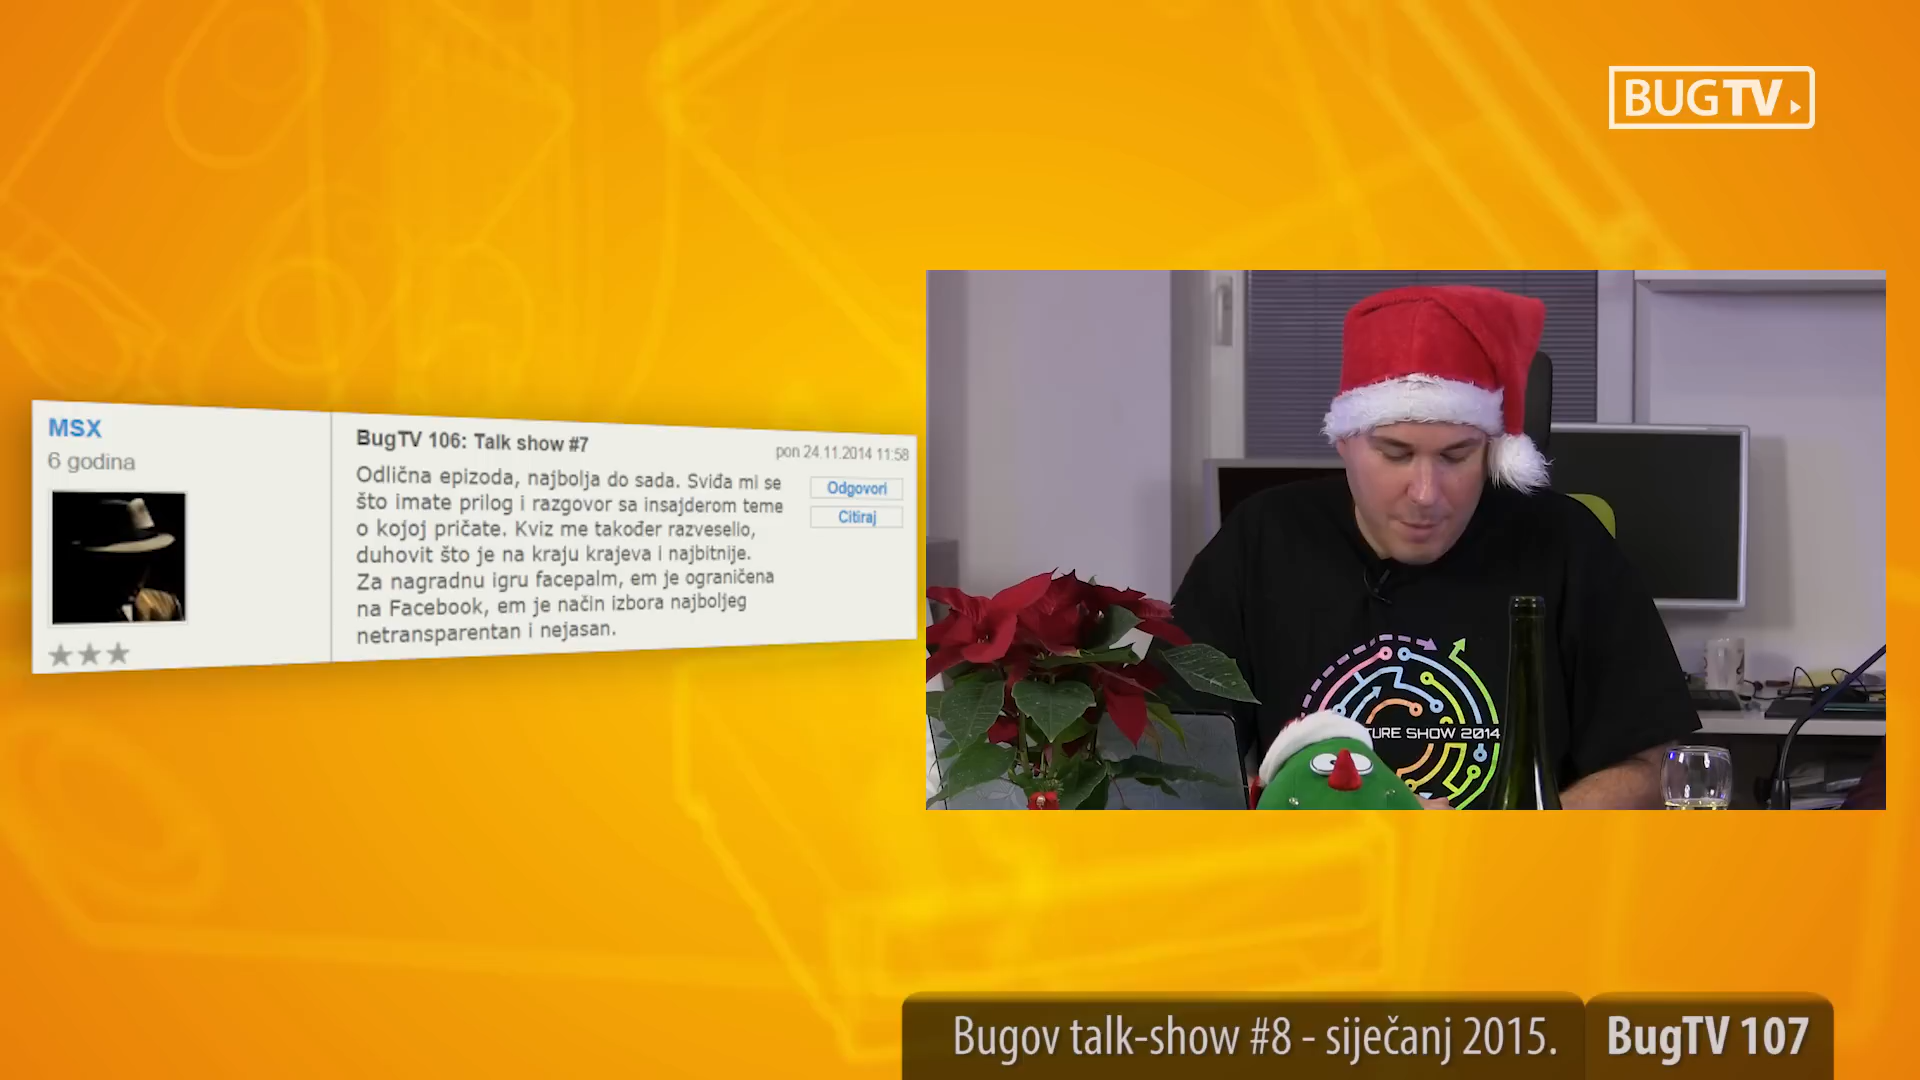 BUGTV
MSX
6 godina
BugTV 106: Talk show #7
pon 24.11.2014 11:58
Odlična epizoda, najbolja do sada. Sviđa mi se
što imate prilog i razgovor sa insajderom teme
o kojoj pričate. Kviz me također razveselio,
duhovit što je na kraju krajeva i najbitnije.
Za nagradnu igru facepalm, em je ograničena
na Facebook, em je način izbora najboljeg
netransparentan i nejasan.
Odgovori
Citiraj
SHOW 2014
Bugov talk-show #8 - siječanj 2015.
BugTV 107